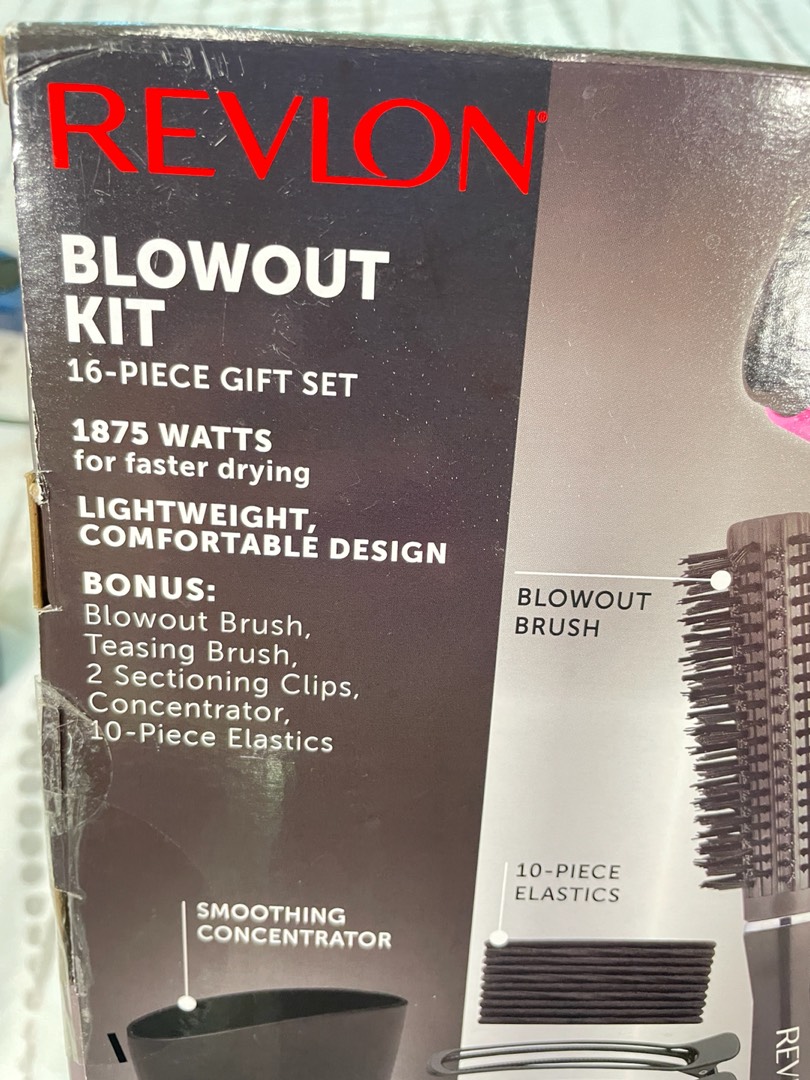 REVLON®
BLOWOUT
KIT
16-PIECE GIFT SET
1875 WATTS
for faster drying
LIGHTWEIGHT,
COMFORTABLE DESIGN
BONUS:
Blowout Brush,
Teasing Brush,
2 Sectioning Clips,
Concentrator,
10-Piece Elastics
BLOWOUT
BRUSH
10-PIECE
ELASTICS
SMOOTHING
CONCENTRATOR
REV